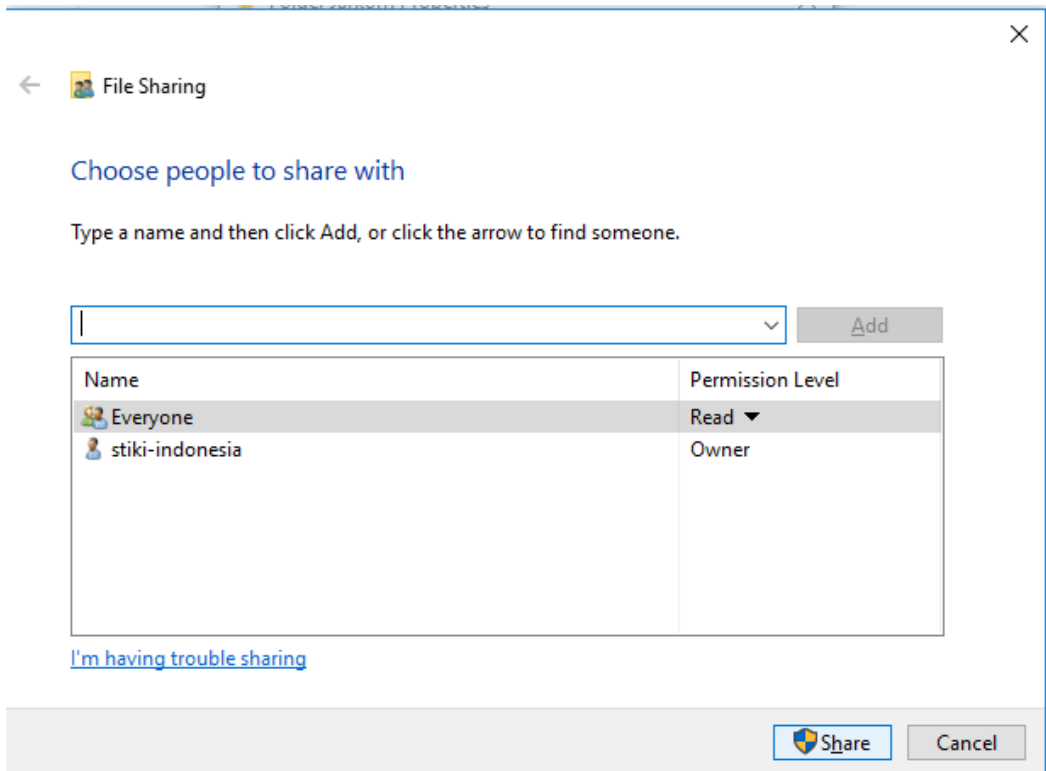 File Sharing
Choose people to share with
Type a name and then click Add, or click the arrow to find someone.
Add
Name Permission Level
Everyone Read
stiki-indonesia Owner
I'm having trouble sharing
Share Cancel